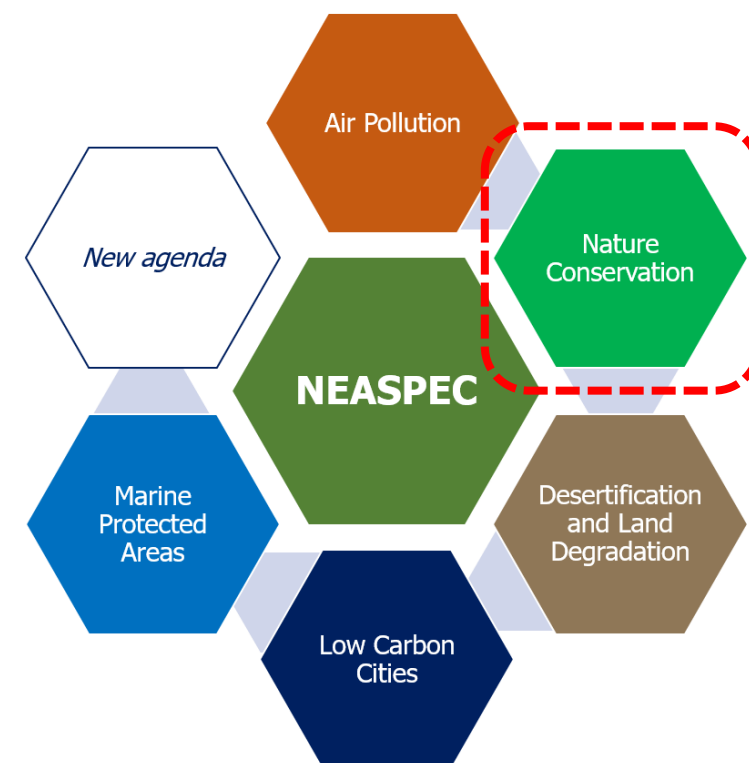 Air Pollution
Nature
Conservation
New agenda
NEASPEC
Marine
Protected
Areas
Desertification
and Land
Degradation
Low Carbon
Cities